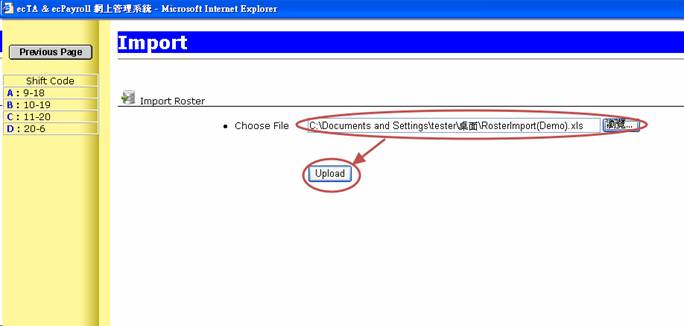 ecTA & ecPayroll 網上管理系統 - Microsoft Internet Explorer
Previous Page
Shift Code
A : 9-18
B : 10-19
C : 11-20
D : 20-6
Import
Import Roster
• Choose File C:\Documents and Settings\tester\桌面\RosterImport(Demo).xls 瀏覽...
Upload